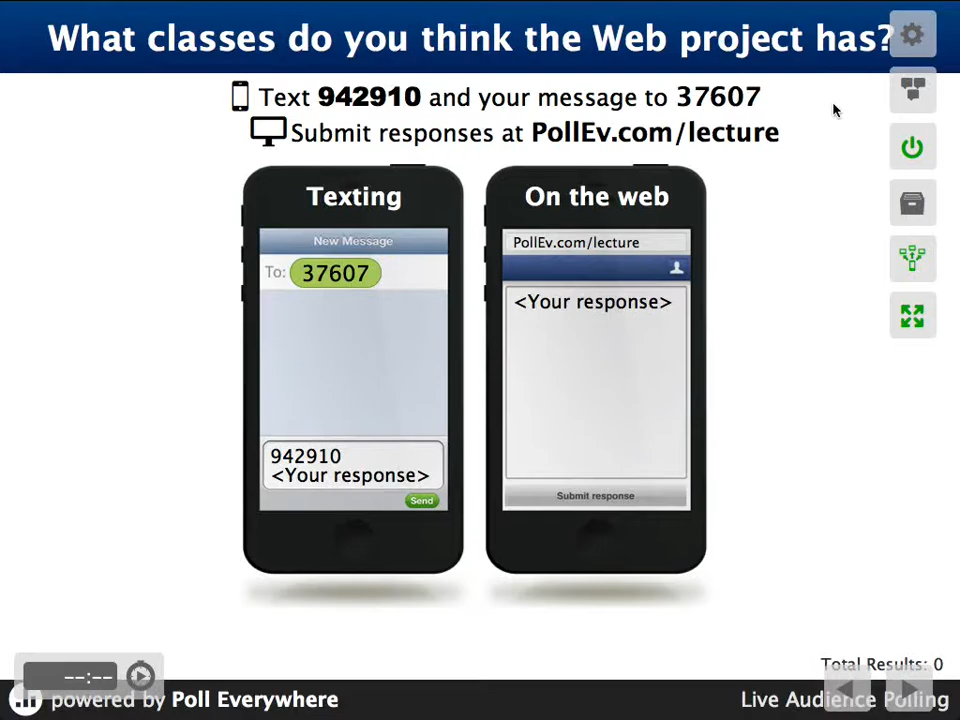 What classes do you think the Web project has?
Text 942910 and your message to 37607
Submit responses at PollEv.com/lecture
Texting
New Message
To: 37607
942910
<Your response>
Send
On the web
PollEv.com/lecture
<Your response>
Submit response
Total Results: 0
--:--
powered by Poll Everywhere
Live Audience Polling